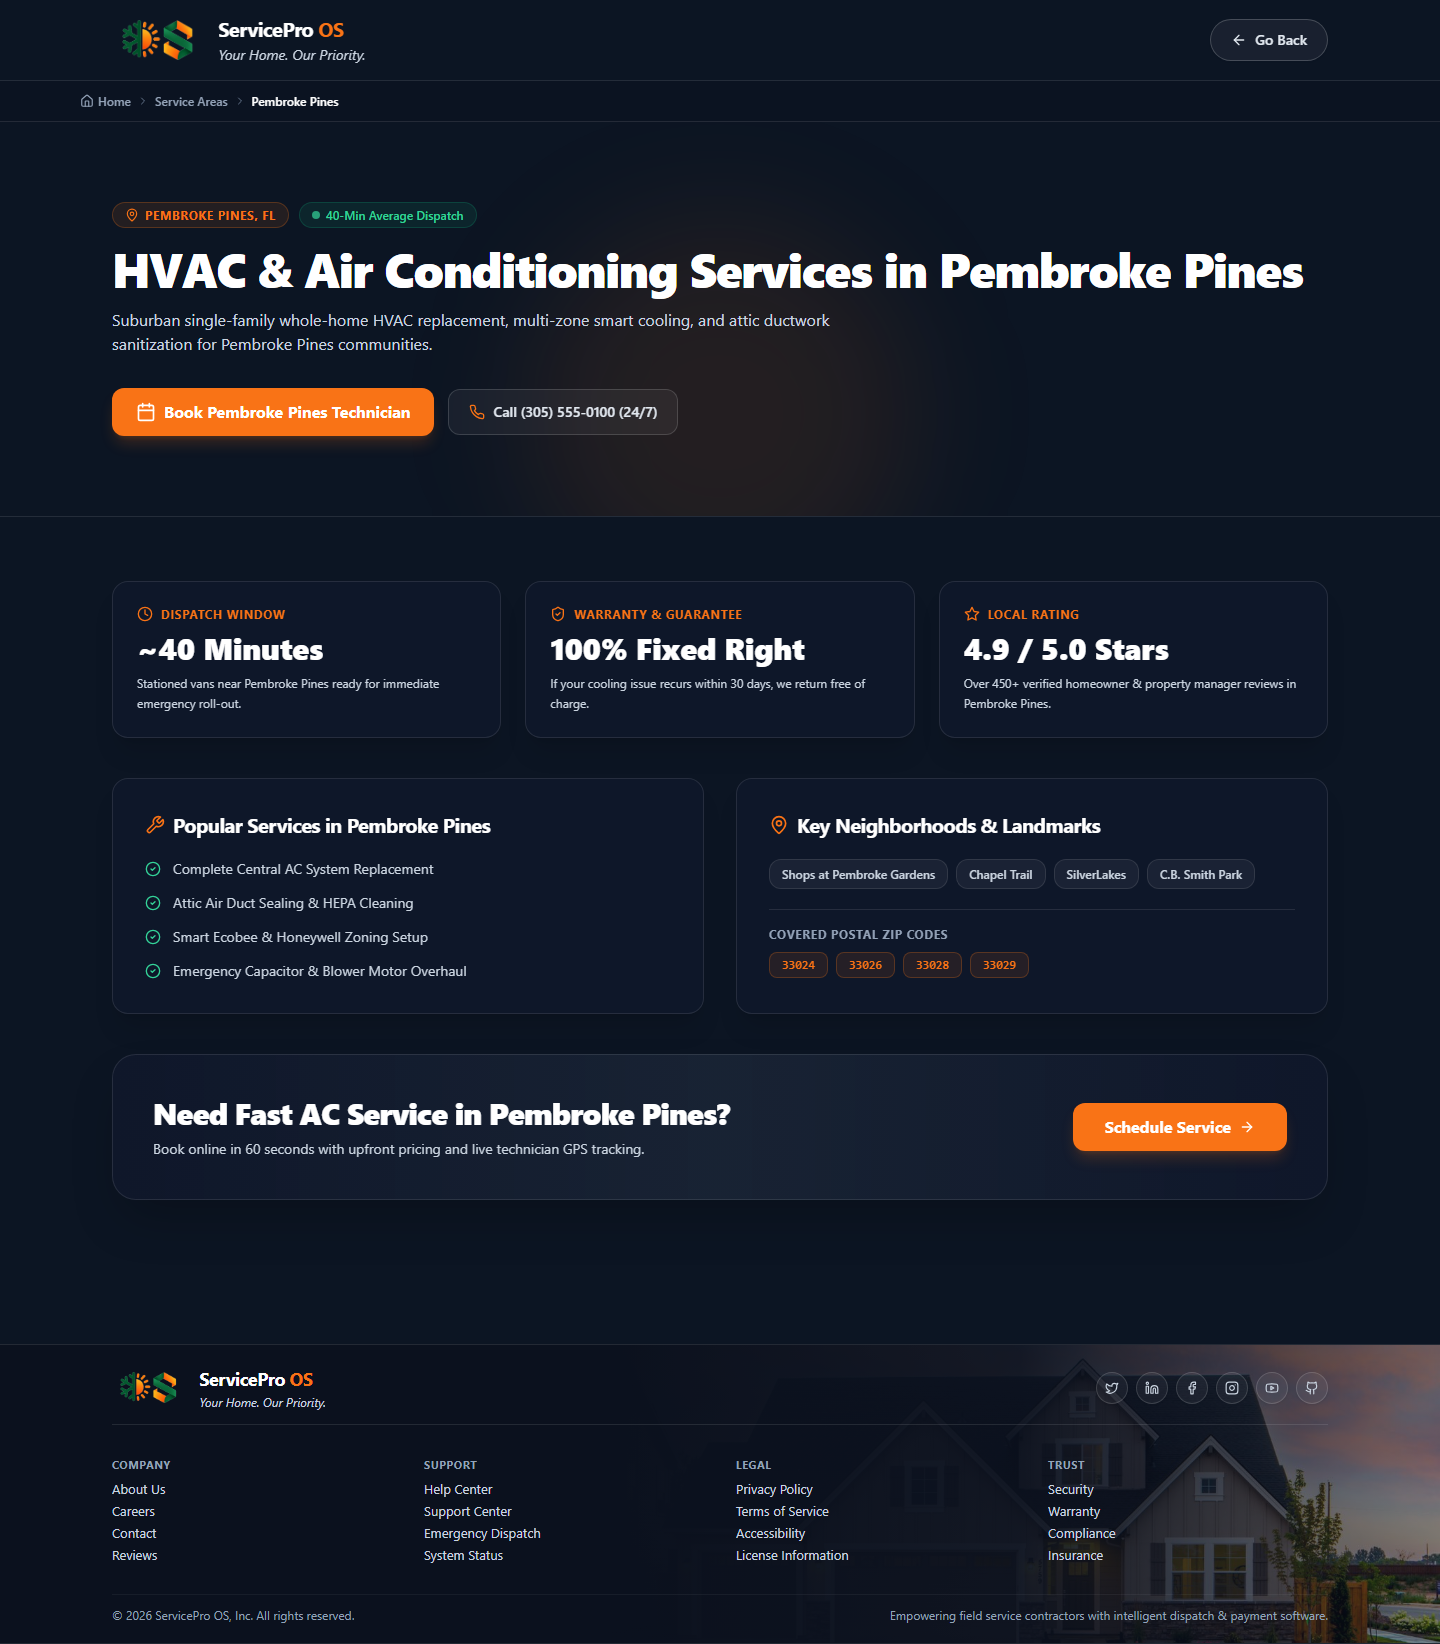 ServicePro OS
Your Home. Our Priority.
Go Back
Home
Service Areas
Pembroke Pines
PEMBROKE PINES, FL
40-Min Average Dispatch
HVAC & Air Conditioning Services in Pembroke Pines
Suburban single-family whole-home HVAC replacement, multi-zone smart cooling, and attic ductwork
sanitization for Pembroke Pines communities.
Book Pembroke Pines Technician
Call (305) 555-0100 (24/7)
DISPATCH WINDOW
~40 Minutes
Stationed vans near Pembroke Pines ready for immediate
emergency roll-out.
WARRANTY & GUARANTEE
100% Fixed Right
If your cooling issue recurs within 30 days, we return free of
charge.
LOCAL RATING
4.9 / 5.0 Stars
Over 450+ verified homeowner & property manager reviews in
Pembroke Pines.
Popular Services in Pembroke Pines
Complete Central AC System Replacement
Attic Air Duct Sealing & HEPA Cleaning
Smart Ecobee & Honeywell Zoning Setup
Emergency Capacitor & Blower Motor Overhaul
Key Neighborhoods & Landmarks
Shops at Pembroke Gardens
Chapel Trail
SilverLakes
C.B. Smith Park
COVERED POSTAL ZIP CODES
33024
33026
33028
33029
Need Fast AC Service in Pembroke Pines?
Book online in 60 seconds with upfront pricing and live technician GPS tracking.
Schedule Service
ServicePro OS
Your Home. Our Priority.
COMPANY
About Us
Careers
Contact
Reviews
SUPPORT
Help Center
Support Center
Emergency Dispatch
System Status
LEGAL
Privacy Policy
Terms of Service
Accessibility
License Information
TRUST
Security
Warranty
Compliance
Insurance
© 2026 ServicePro OS, Inc. All rights reserved.
Empowering field service contractors with intelligent dispatch & payment software.